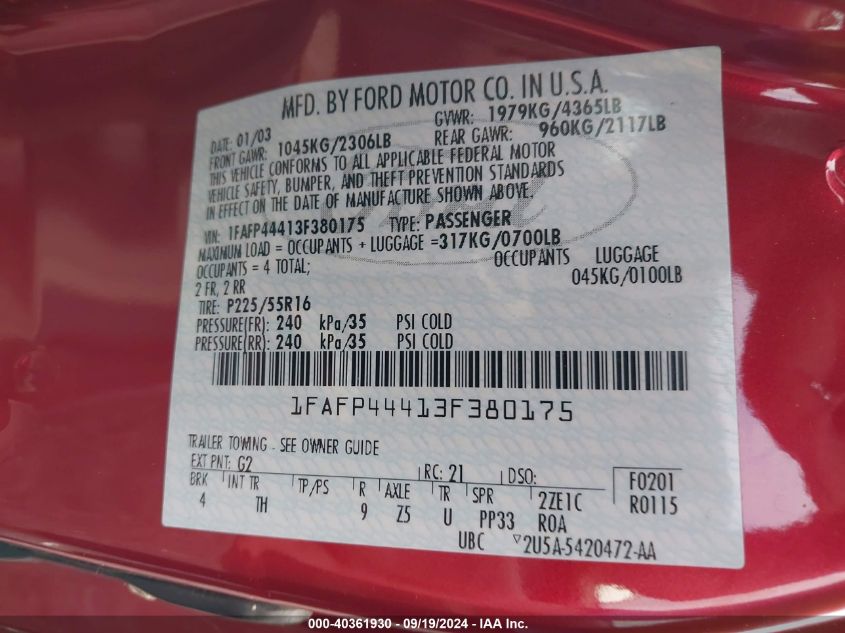 MFD. BY FORD MOTOR CO. IN U.S.A.
DATE: 01/03 GVWR: 1979KG/4365LB
FRONT GAWR: 1045KG/2306LB REAR GAWR: 960KG/2117LB
THIS VEHICLE CONFORMS TO ALL APPLICABLE FEDERAL MOTOR
VEHICLE SAFETY, BUMPER, AND THEFT PREVENTION STANDARDS
IN EFFECT ON THE DATE OF MANUFACTURE SHOWN ABOVE.
VIN: 1FAFP44413F380175 TYPE: PASSENGER
MAXIMUM LOAD = OCCUPANTS + LUGGAGE =317KG/0700LB
OCCUPANTS = 4 TOTAL; OCCUPANTS LUGGAGE
2 FR, 2 RR 045KG/0100LB
TIRE: P225/55R16
PRESSURE(FR): 240 kPa/35 PSI COLD
PRESSURE(RR): 240 kPa/35 PSI COLD
1FAFP44413F380175
TRAILER TOWING - SEE OWNER GUIDE
EXT PNT: G2 RC: 21 DSO: F0201
BRK INT TR TP/PS R AXLE TR SPR 2ZE1C R0115
4 TH 9 Z5 U PP33 ROA
UBC ▽2U5A-5420472-AA
000-40361930 - 09/19/2024 - IAA Inc.